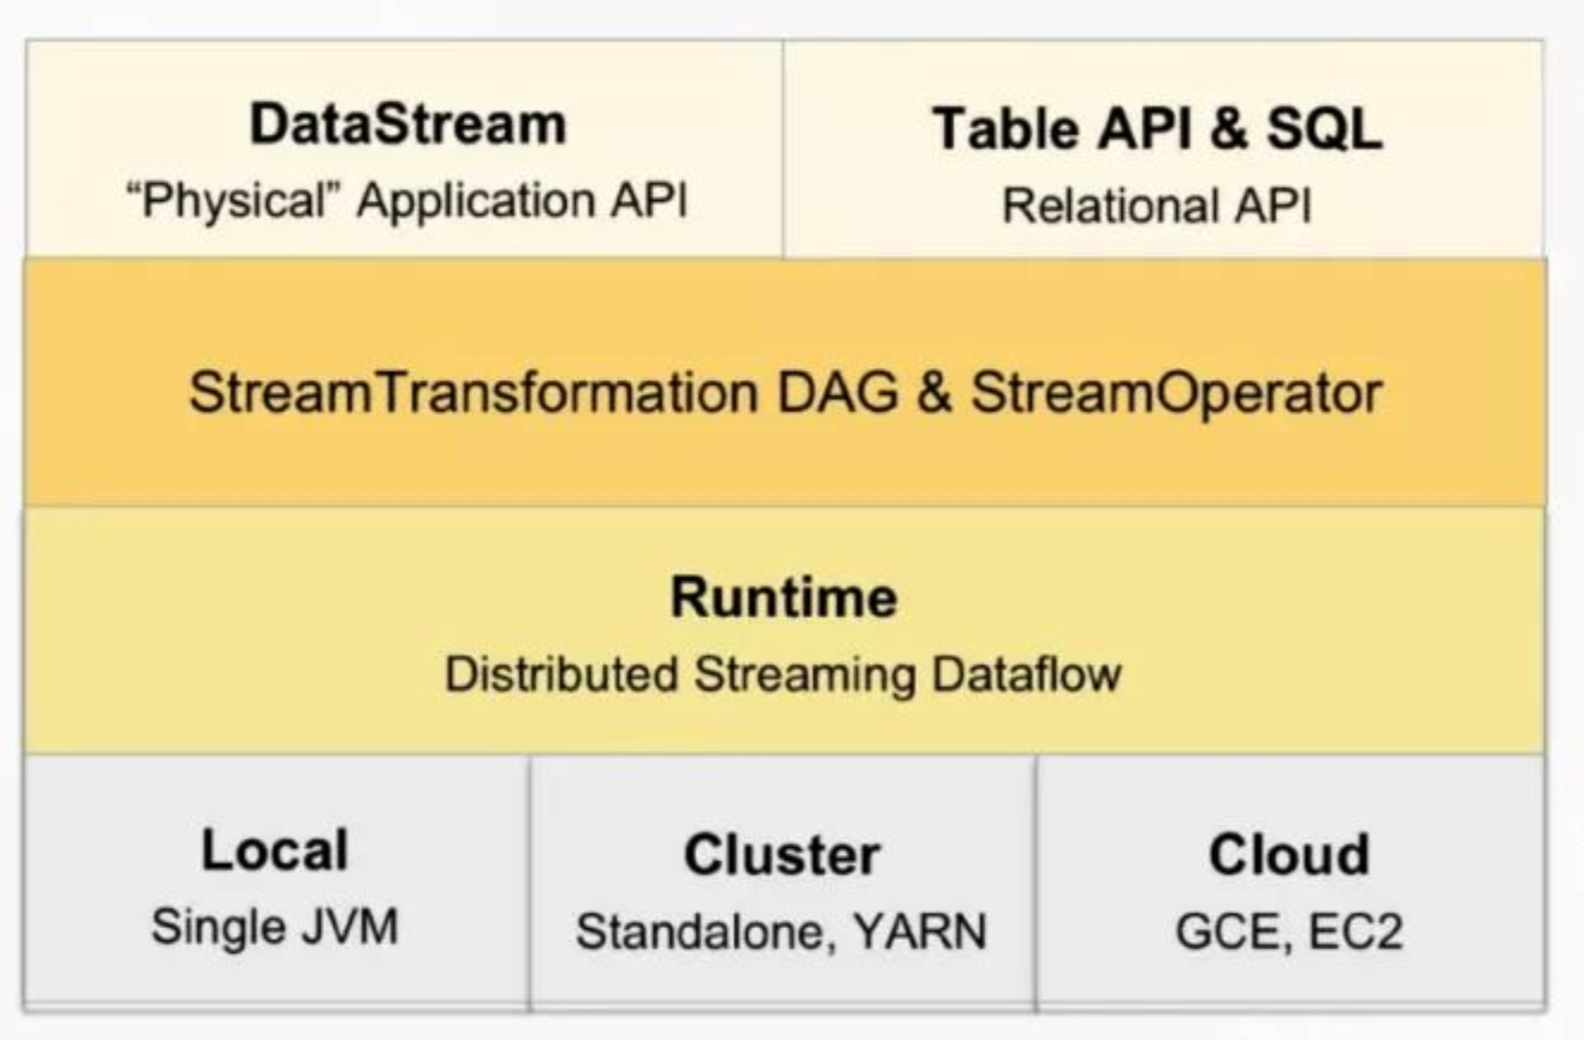 DataStream
“Physical” Application API
Table API & SQL
Relational API
StreamTransformation DAG & StreamOperator
Runtime
Distributed Streaming Dataflow
Local
Single JVM
Cluster
Standalone, YARN
Cloud
GCE, EC2